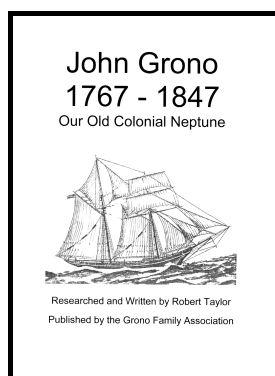 John Grono
1767 - 1847
Our Old Colonial Neptune
Researched and Written by Robert Taylor
Published by the Grono Family Association